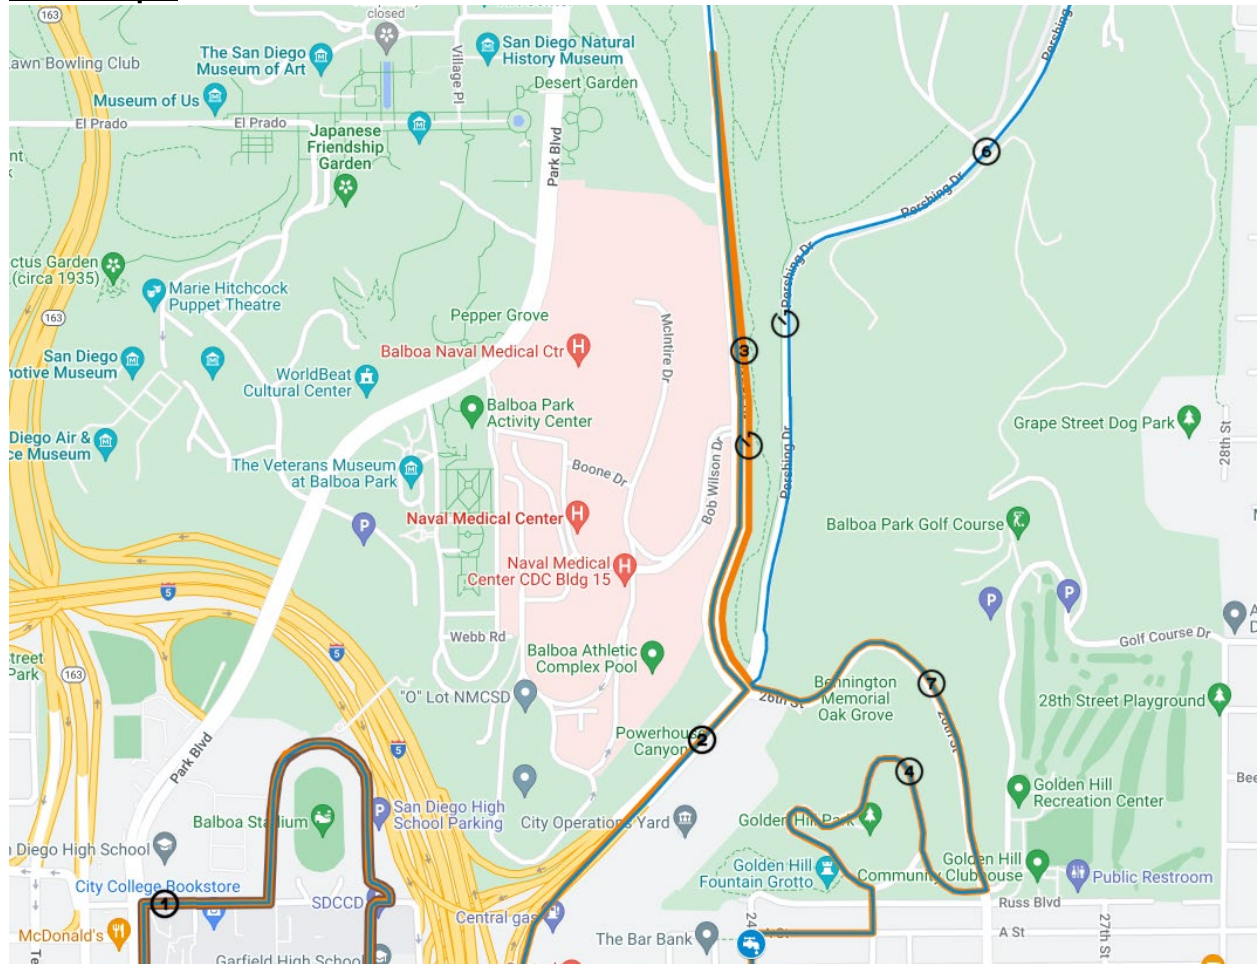 163
closed
The San Diego
Museum of Art
Lawn Bowling Club
Village Pl
San Diego Natural
History Museum
Desert Garden
Pershing
Museum of Us
El Prado
El Prado
Japanese
Friendship
Garden
Park Blvd
6
Pershing Dr
ctus Garden
(circa 1935)
Marie Hitchcock
Puppet Theatre
163
Pershing Dr
Pepper Grove
McIntire Dr
San Diego
motive Museum
Balboa Naval Medical Ctr
H
3
WorldBeat
Cultural Center
Balboa Park
Activity Center
Grape Street Dog Park
28th St
Diego Air &
ce Museum
The Veterans Museum
at Balboa Park
Boone Dr
Bob Wilson Dr
Pershing Dr
P
Naval Medical Center
H
Balboa Park Golf Course
Naval Medical
Center CDC Bldg 15
H
5
P
P
Webb Rd
Golf Course Dr
5
Balboa Athletic
Complex Pool
treet
Park
163
"O" Lot NMCSD
26th St
Bennington
Memorial
Oak Grove
7
26th St
28th Street Playground
Park Blvd
5
Powerhouse
Canyon
2
4
Bee
Balboa Stadium
P
San Diego High
School Parking
City Operations Yard
Golden Hill Park
Golden Hill
Recreation Center
n Diego High School
City College Bookstore
Golden Hill
Fountain Grotto
Golden Hill
Community Clubhouse
Public Restroom
1
SDCCD
Central gas
Russ Blvd
McDonald's
The Bar Bank
24
A St
A St
27th St
Te
Garfield High School